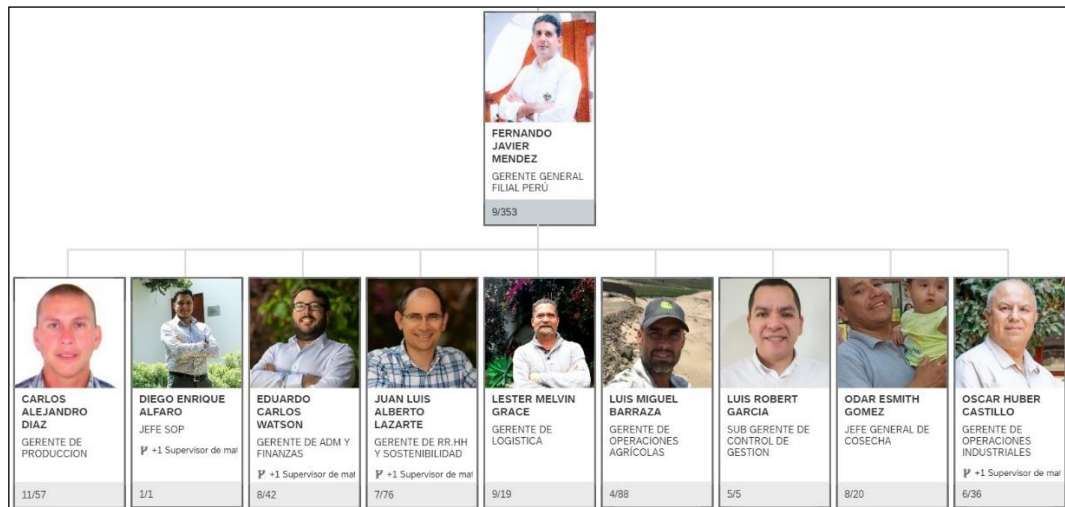 FERNANDO
JAVIER
MENDEZ
GERENTE GENERAL
FILIAL PERÚ
9/353
CARLOS
ALEJANDRO
DIAZ
GERENTE DE
PRODUCCION
11/57
DIEGO ENRIQUE
ALFARO
JEFE SOP
+1 Supervisor de mat
1/1
EDUARDO
CARLOS
WATSON
GERENTE DE ADM Y
FINANZAS
+1 Supervisor de mat
8/42
JUAN LUIS
ALBERTO
LAZARTE
GERENTE DE RR.HH
Y SOSTENIBILIDAD
+1 Supervisor de mat
7/76
LESTER MELVIN
GRACE
GERENTE DE
LOGISTICA
9/19
LUIS MIGUEL
BARRAZA
GERENTE DE
OPERACIONES
AGRÍCOLAS
4/88
LUIS ROBERT
GARCIA
SUB GERENTE DE
CONTROL DE
GESTION
5/5
ODAR ESMITH
GOMEZ
JEFE GENERAL DE
COSECHA
8/20
OSCAR HUBER
CASTILLO
GERENTE DE
OPERACIONES
INDUSTRIALES
+1 Supervisor de mat
6/36